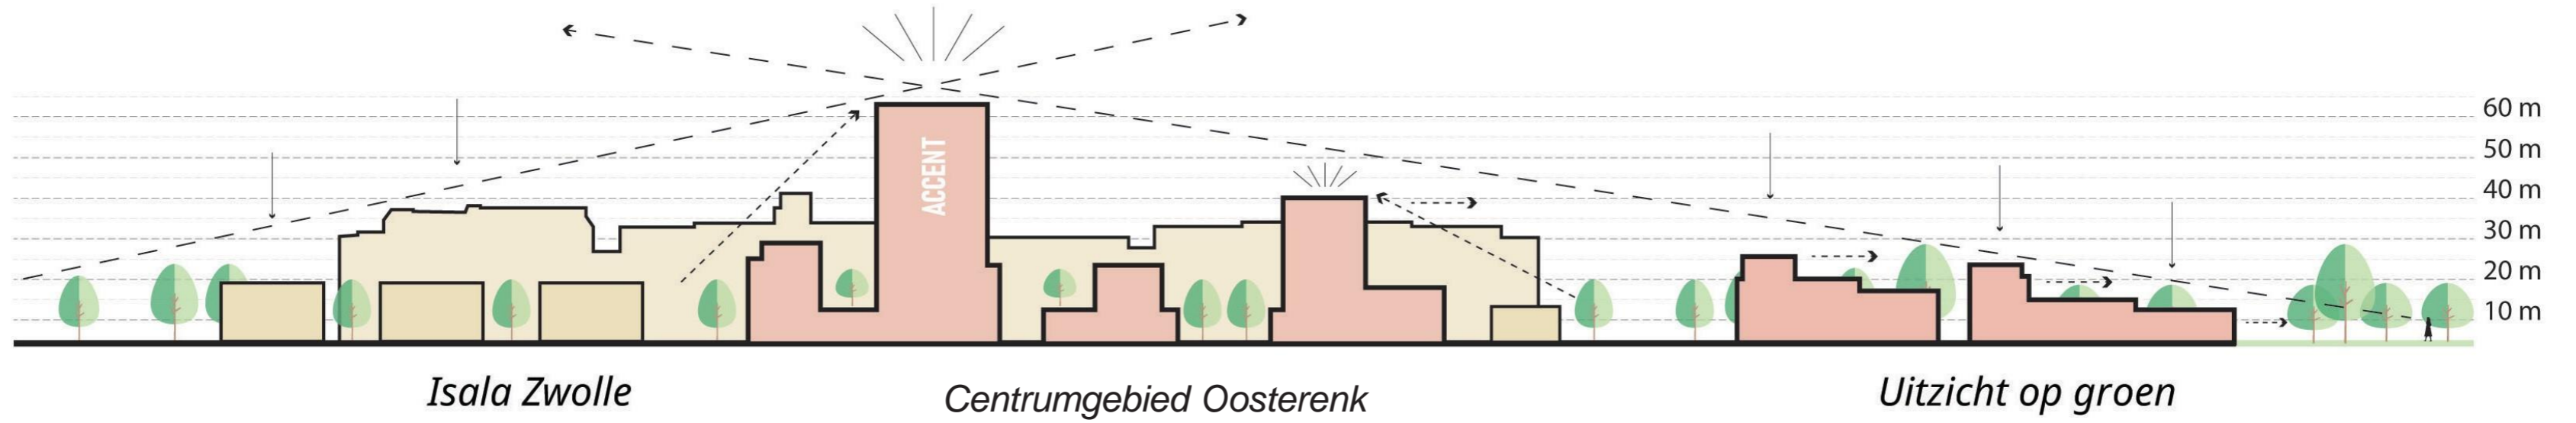 ACCENT
60 m
50 m
40 m
30 m
20 m
10 m
Isala Zwolle
Centrumgebied Oosterenk
Uitzicht op groen